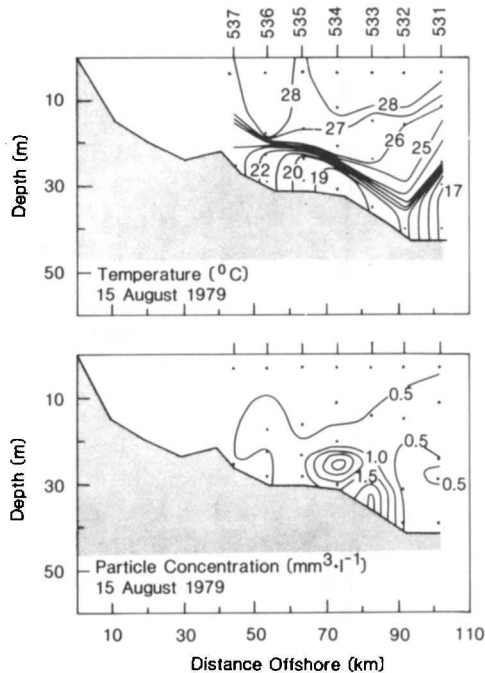 537 536 535 534 533 532 531
10
30
50
Depth (m)
28 28
27
26
25
22 20 19
17
Temperature (⁰C)
15 August 1979
10
30
50
Depth (m)
0.5
1.0
0.5
1.5
0.5
Particle Concentration (mm³·l⁻¹)
15 August 1979
10 30 50 70 90 110
Distance Offshore (km)